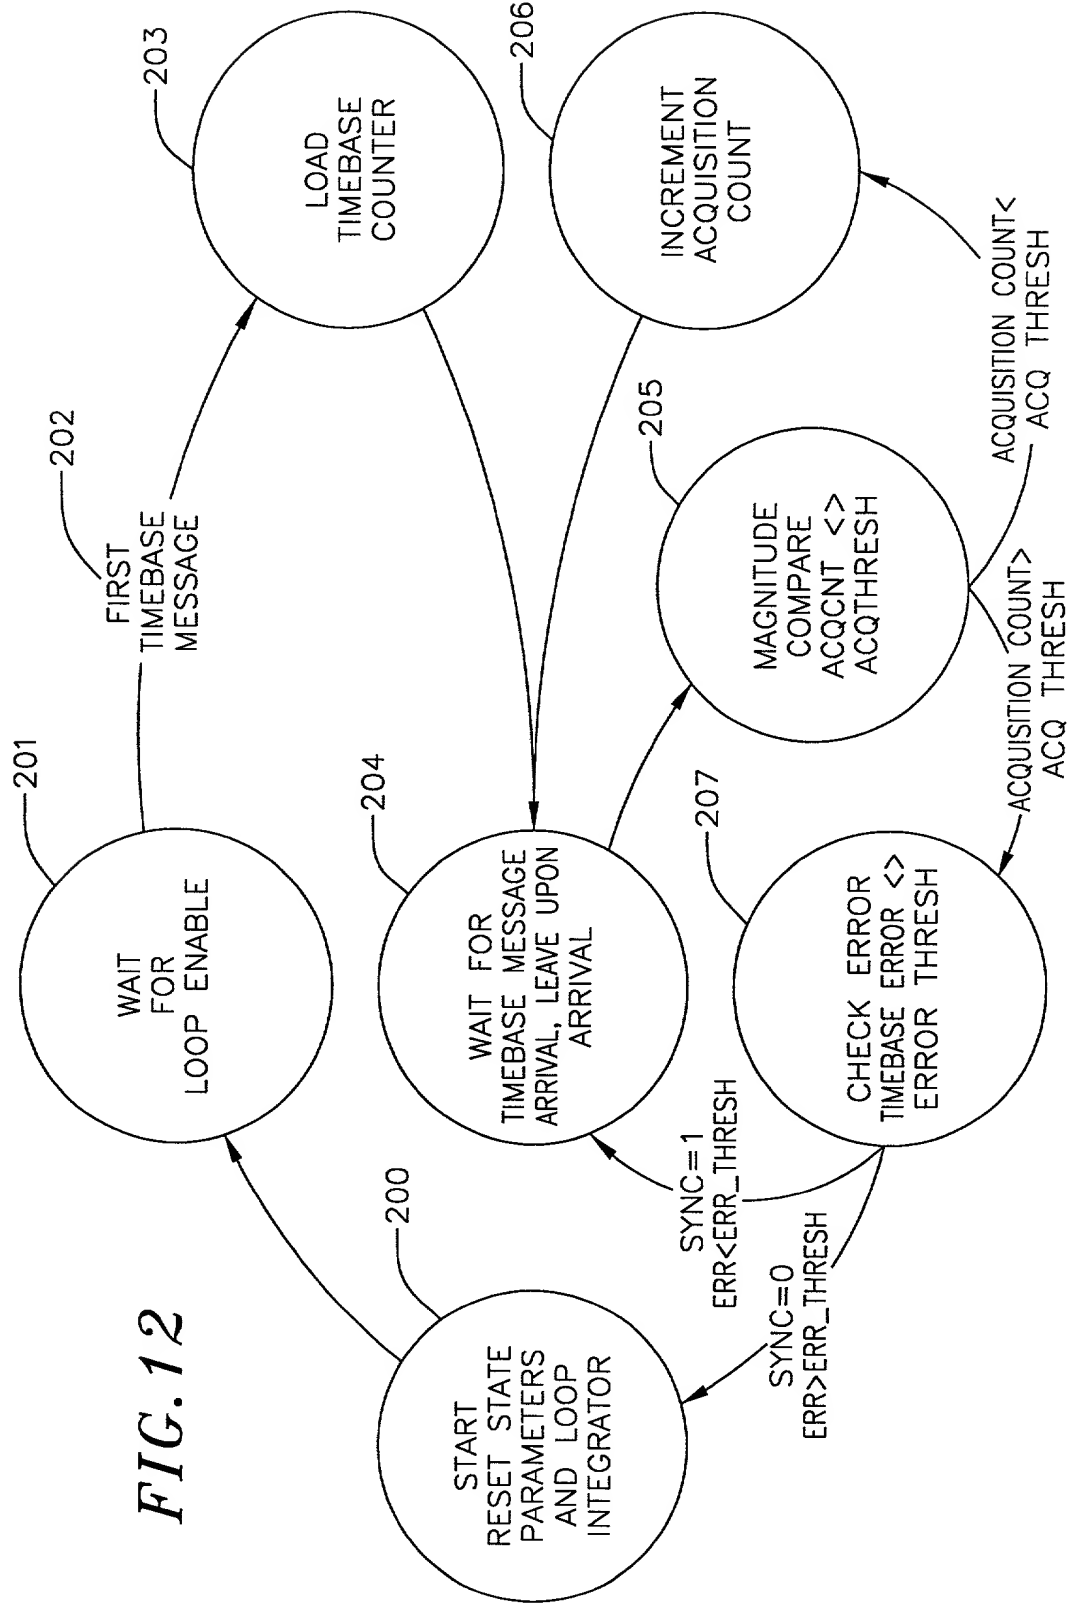 FIG. 12
200
START
RESET STATE
PARAMETERS
AND LOOP
INTEGRATOR
201
WAIT
FOR
LOOP ENABLE
202
FIRST
TIMEBASE
MESSAGE
203
LOAD
TIMEBASE
COUNTER
204
WAIT FOR
TIMEBASE MESSAGE
ARRIVAL, LEAVE UPON
ARRIVAL
205
MAGNITUDE
COMPARE
ACQCNT <>
ACQTHRESH
206
INCREMENT
ACQUISITION
COUNT
ACQUISITION COUNT<
ACQ THRESH
ACQUISITION COUNT>
ACQ THRESH
207
CHECK ERROR
TIMEBASE ERROR <>
ERROR THRESH
SYNC=1
ERR<ERR_THRESH
SYNC=0
ERR>ERR_THRESH